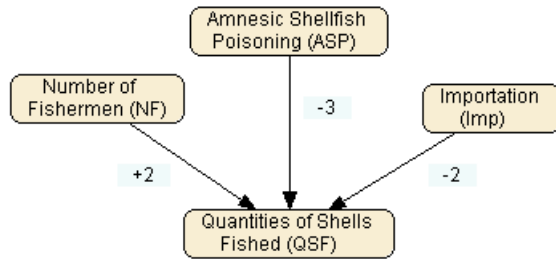 Amnesic Shellfish
Poisoning (ASP)
Number of
Fishermen (NF)
Importation
(Imp)
-3
+2
-2
Quantities of Shells
Fished (QSF)